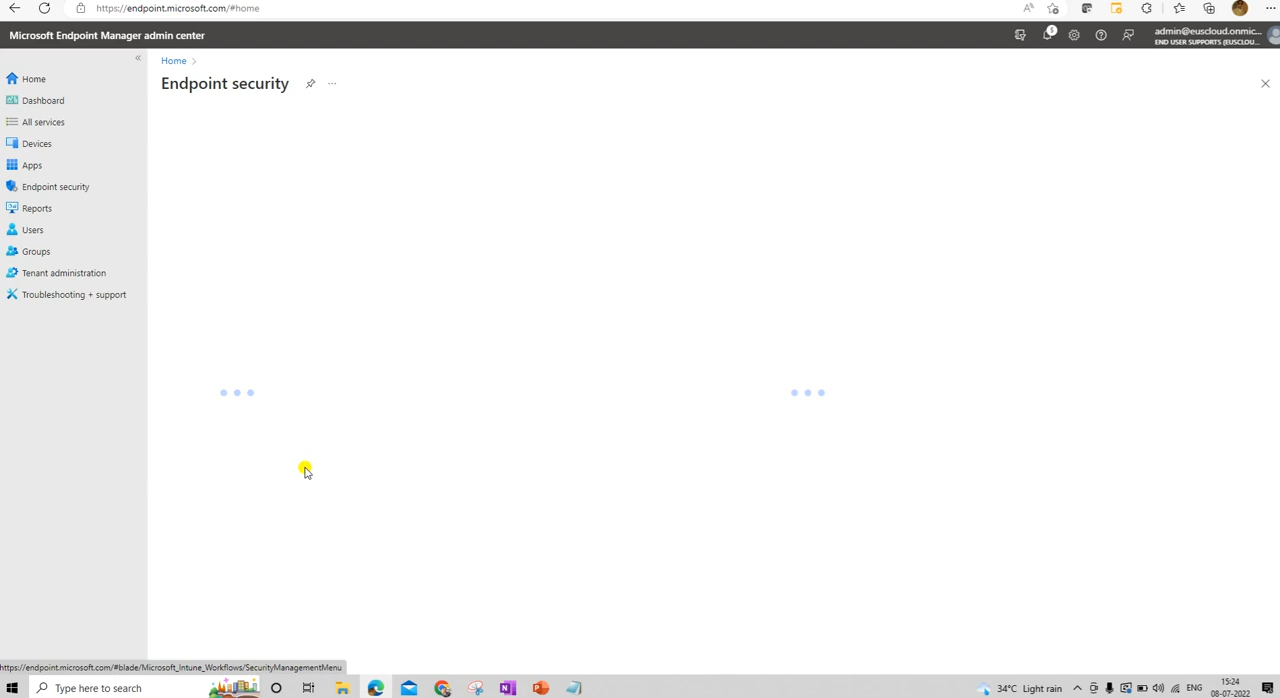 https://endpoint.microsoft.com/#home
Microsoft Endpoint Manager admin center
5
admin@euscloud.onmic...
END USER SUPPORTS (EUSCLOU...
Home
Endpoint security
Home
Dashboard
All services
Devices
Apps
Endpoint security
Reports
Users
Groups
Tenant administration
Troubleshooting + support
https://endpoint.microsoft.com/#blade/Microsoft_Intune_Workflows/SecurityManagementMenu
Type here to search
34°C Light rain
ENG
15:24
08-07-2022